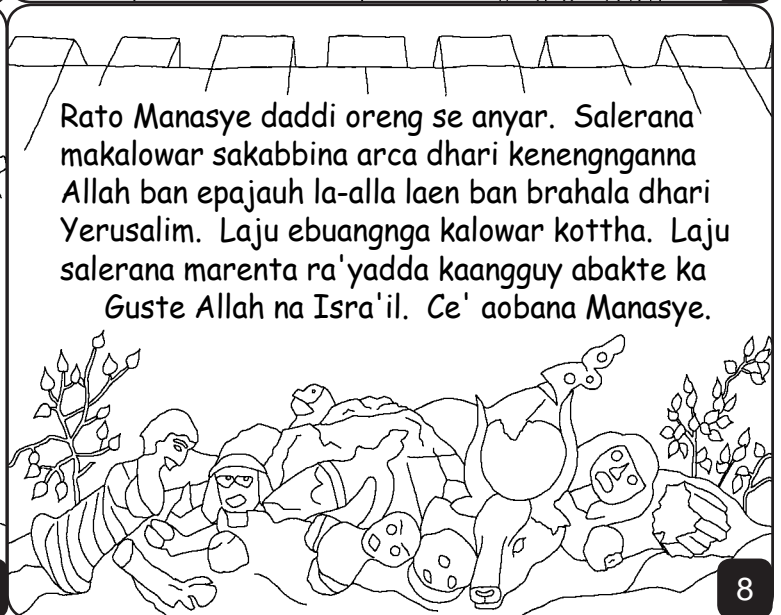 Rato Manasye daddi oreng se anyar. Salerana
makalowar sakabbina arca dhari kenengnganna
Allah ban epajauh la-alla laen ban brahala dhari
Yerusalim. Laju ebuangnga kalowar kottha. Laju
salerana marenta ra'yadda kaangguy abakte ka
Guste Allah na Isra'il. Ce' aobana Manasye.
8